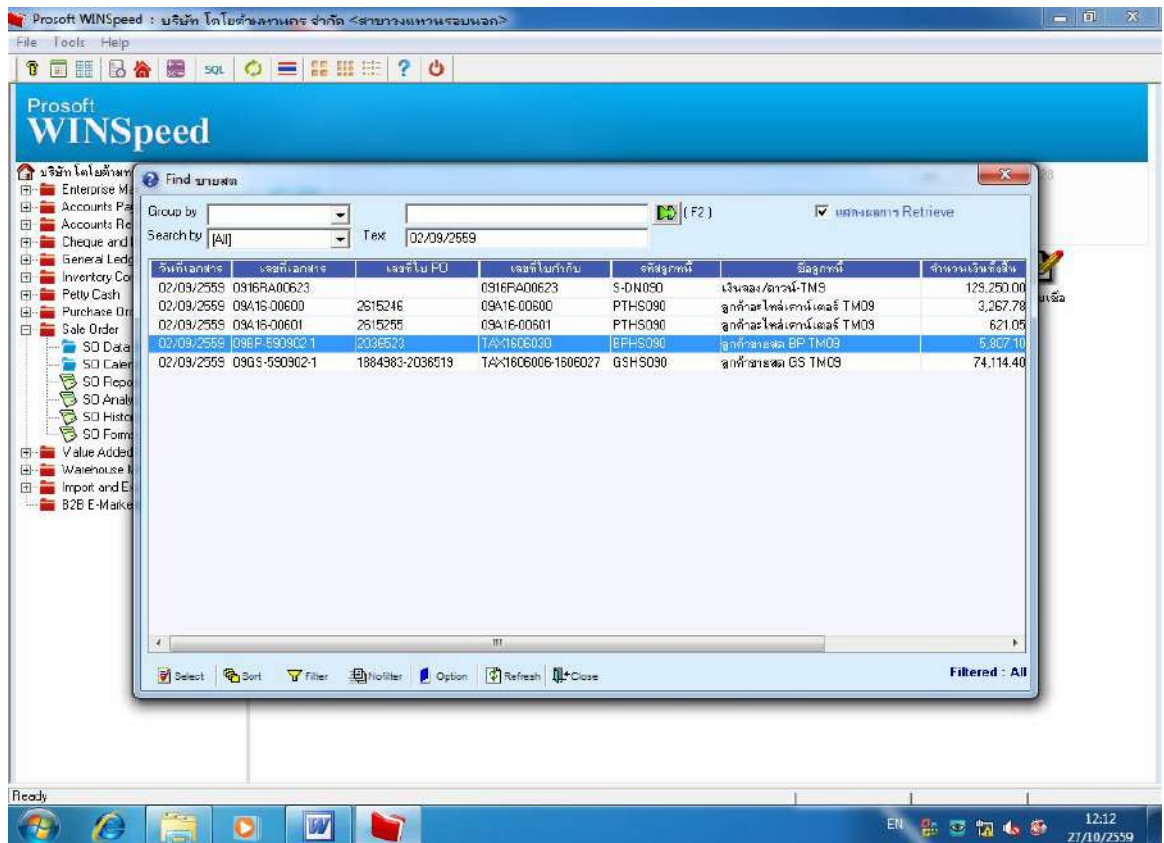 Prosoft WINSpeed : บริษัท โตโยต้ามหานคร จำกัด <สาขาวงแหวนรอบนอก>
File Tools Help
SQL
Prosoft
WINSpeed
บริษัท โตโยต้ามห
Enterprise Ma
Accounts Pa
Accounts Re
Cheque and
General Ledg
Inventory Co
Petty Cash
Purchase Ord
Sale Order
SO Data
SO Calen
SO Repo
SO Analy
SO Histo
SO Form
Value Added
Warehouse M
Import and Ex
B2B E-Marke
Find ขายสด
Group by
( F2 )
แสดงผลการ Retrieve
Search by [All] Text 02/09/2559
วันที่เอกสาร เลขที่เอกสาร เลขที่ใบ PO เลขที่ใบกำกับ รหัสลูกหนี้ ชื่อลูกหนี้ จำนวนเงินทั้งสิ้น
02/09/2559 0916RA00623 0916RA00623 S-DN090 เงินจอง/ดาวน์-TM9 129,250.00
02/09/2559 09A16-00600 2615246 09A16-00600 PTHS090 ลูกค้าอะไหล่เคาน์เตอร์ TM09 3,267.78
02/09/2559 09A16-00601 2615255 09A16-00601 PTHS090 ลูกค้าอะไหล่เคาน์เตอร์ TM09 621.05
02/09/2559 09BP-590902-1 2036523 TAX1606030 BPHS090 ลูกค้าขายสด BP TM09 5,807.10
02/09/2559 09GS-590902-1 1884983-2036519 TAX1606006-1606027 GSHS090 ลูกค้าขายสด GS TM09 74,114.40
Select Sort Filter Nofilter Option Refresh Close
Filtered : All
Ready
EN
12:12
27/10/2559